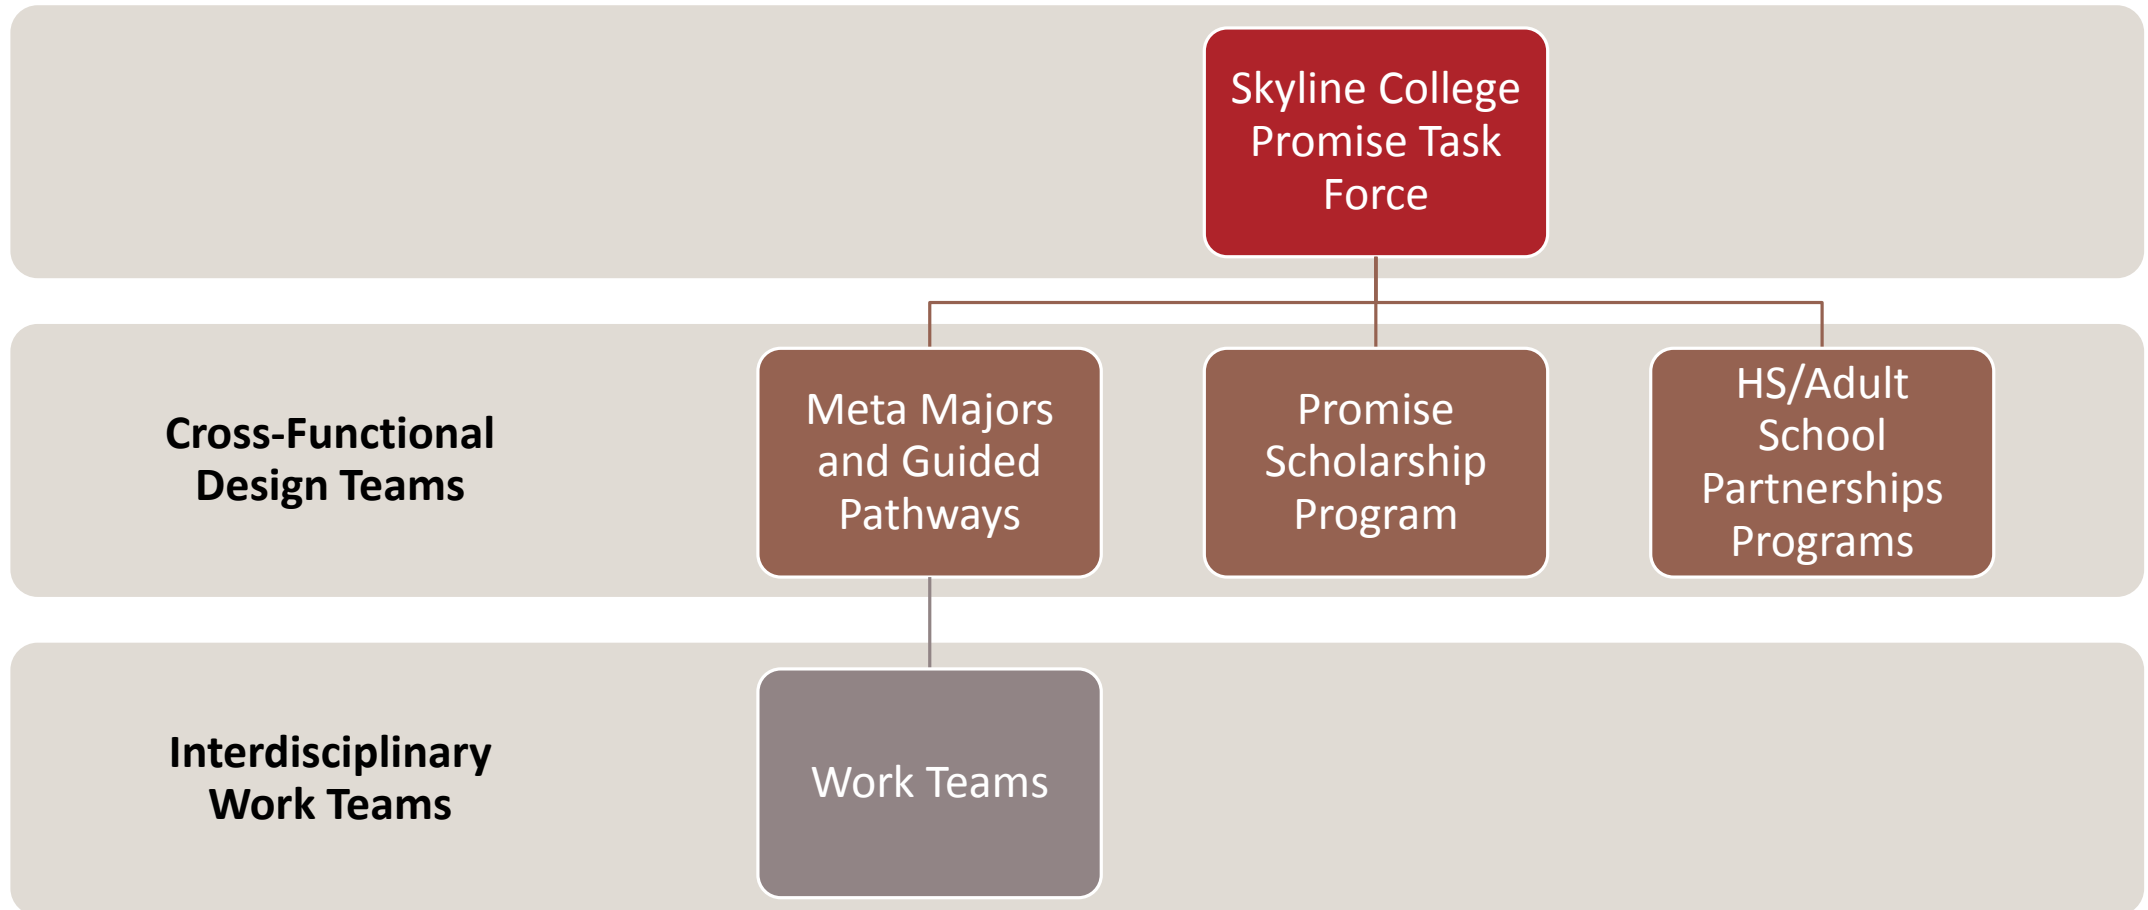 Skyline College
Promise Task
Force
Cross-Functional
Design Teams
Meta Majors
and Guided
Pathways
Promise
Scholarship
Program
HS/Adult
School
Partnerships
Programs
Interdisciplinary
Work Teams
Work Teams